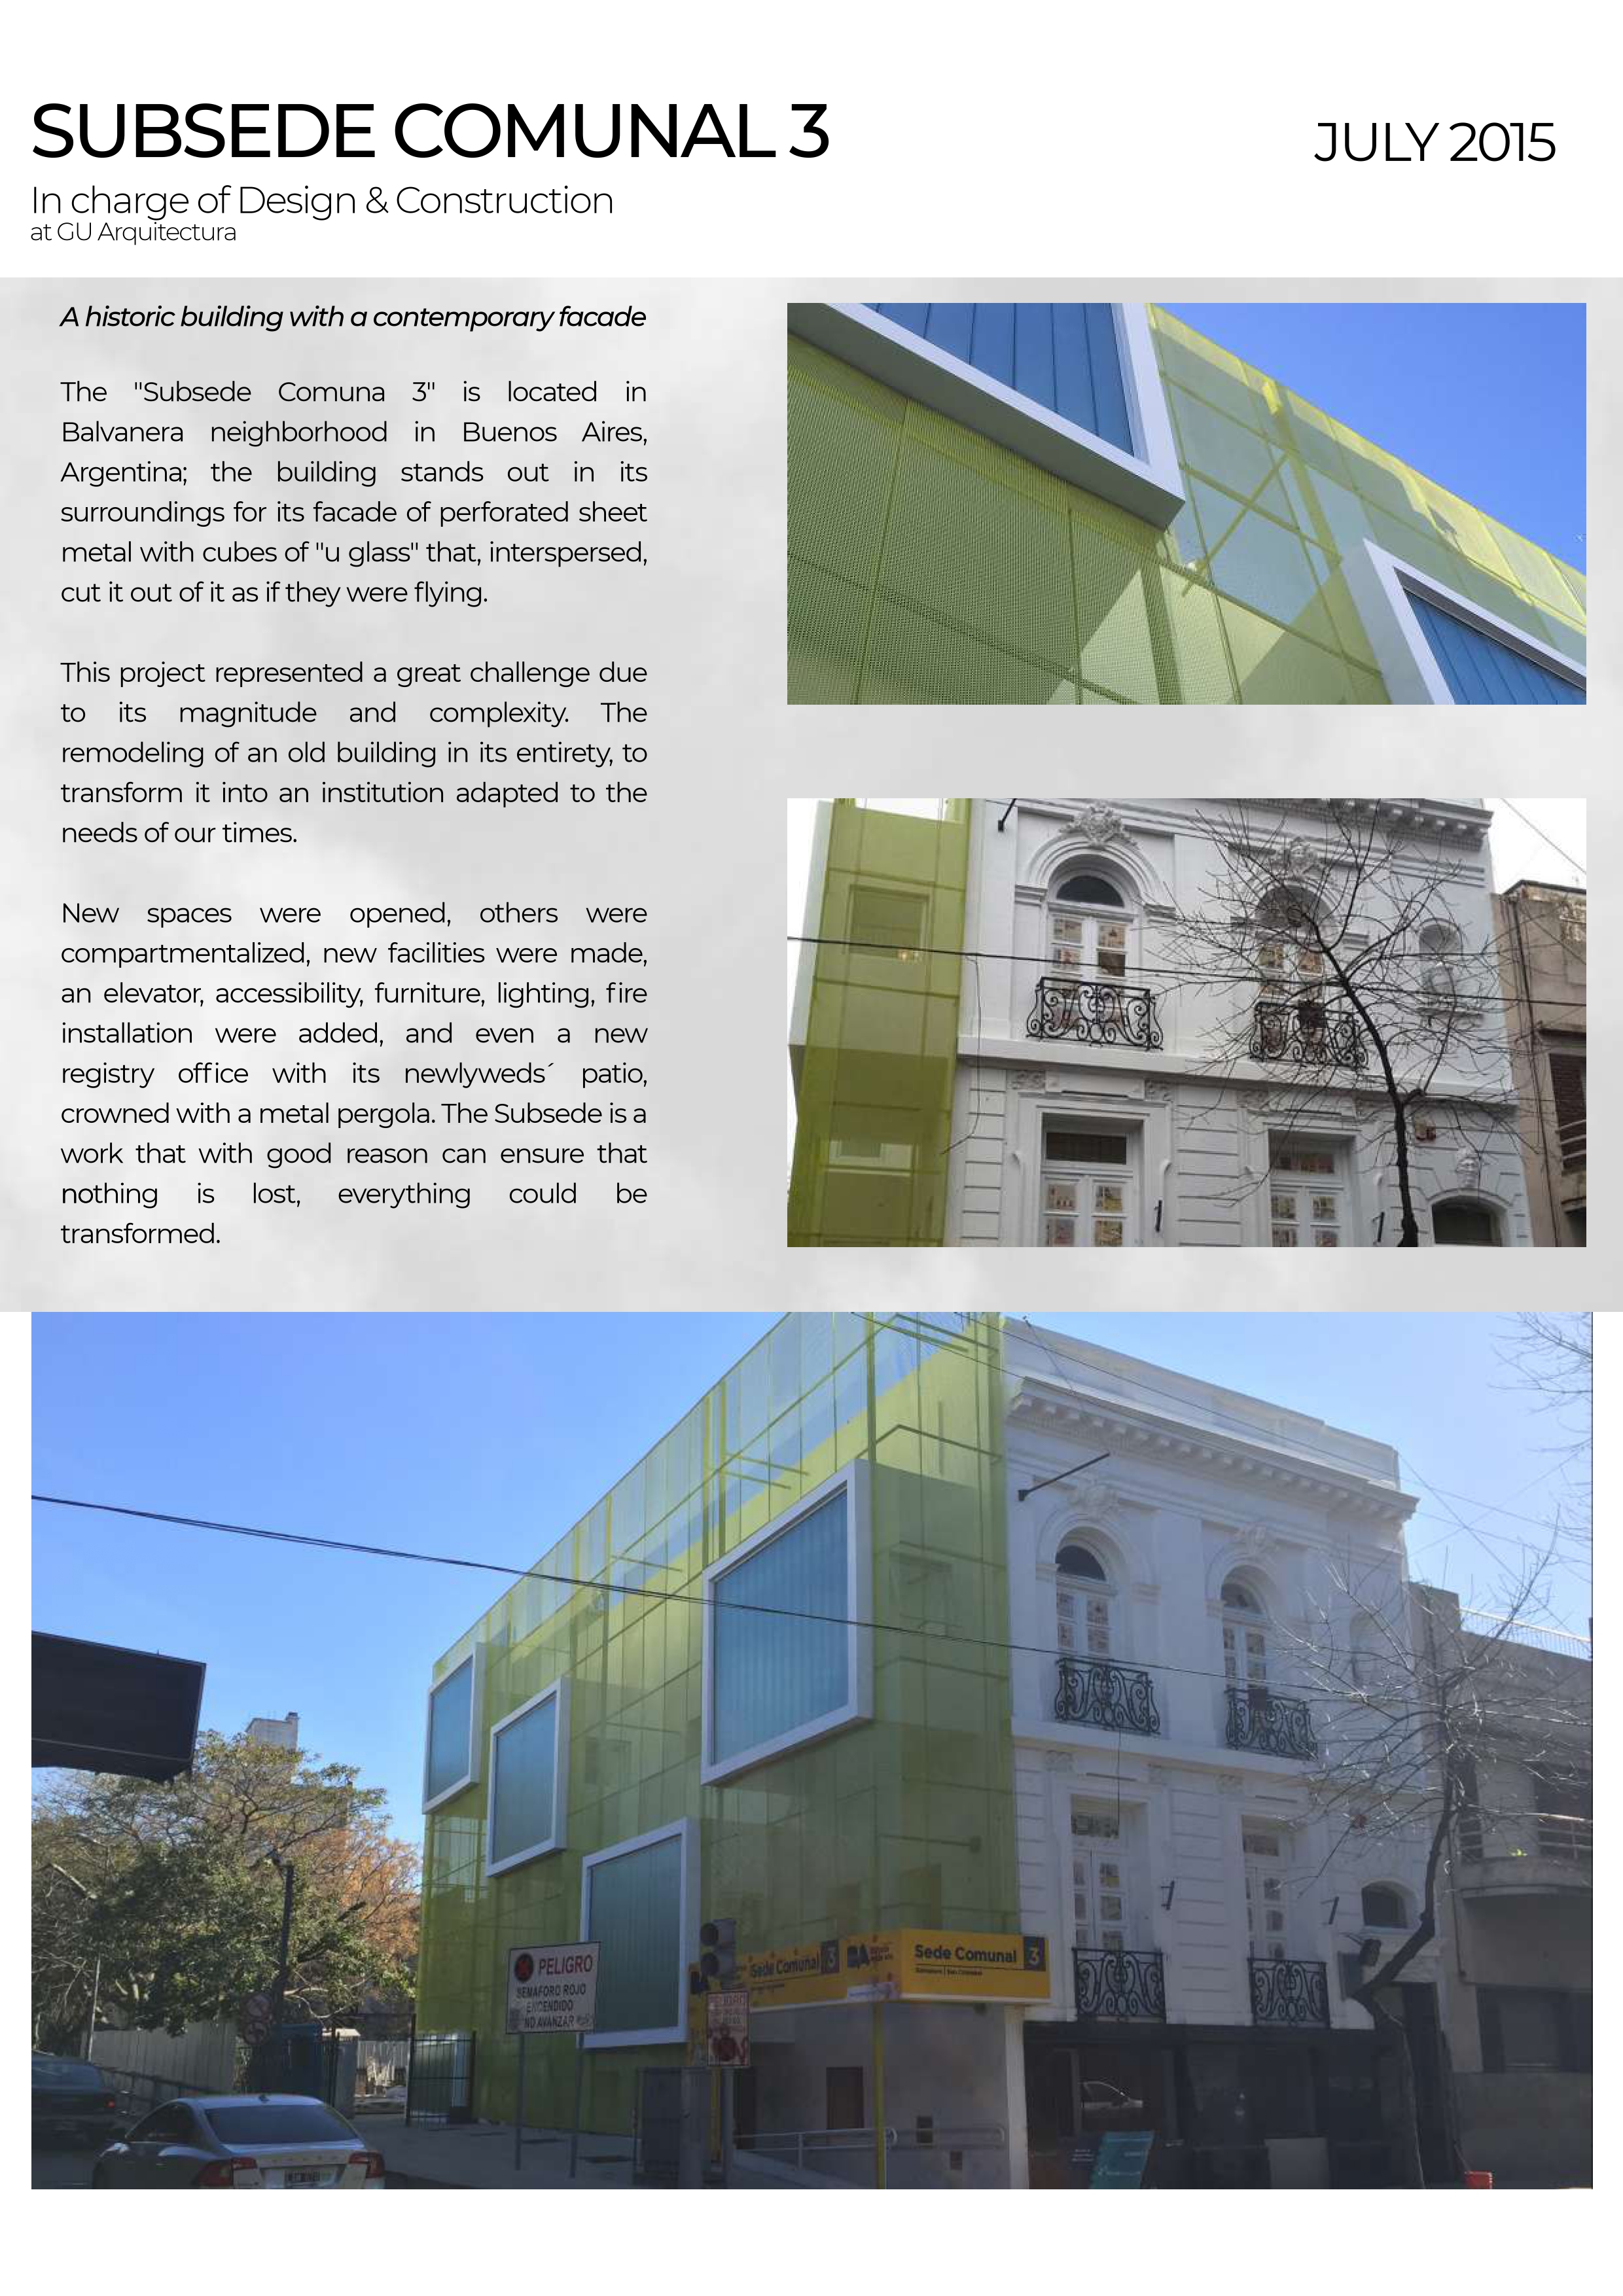 SUBSEDE COMUNAL 3
JULY 2015
In charge of Design & Construction
at GU Arquitectura
A historic building with a contemporary facade
The "Subsede Comuna 3" is located in
Balvanera neighborhood in Buenos Aires,
Argentina; the building stands out in its
surroundings for its facade of perforated sheet
metal with cubes of "u glass" that, interspersed,
cut it out of it as if they were flying.
This project represented a great challenge due
to its magnitude and complexity. The
remodeling of an old building in its entirety, to
transform it into an institution adapted to the
needs of our times.
New spaces were opened, others were
compartmentalized, new facilities were made,
an elevator, accessibility, furniture, lighting, fire
installation were added, and even a new
registry office with its newlyweds´ patio,
crowned with a metal pergola. The Subsede is a
work that with good reason can ensure that
nothing is lost, everything could be
transformed.
PELIGRO
SEMAFORO ROJO
ENCENDIDO
NO AVANZAR
Sede Comunal 3
BA
Sede Comunal 3